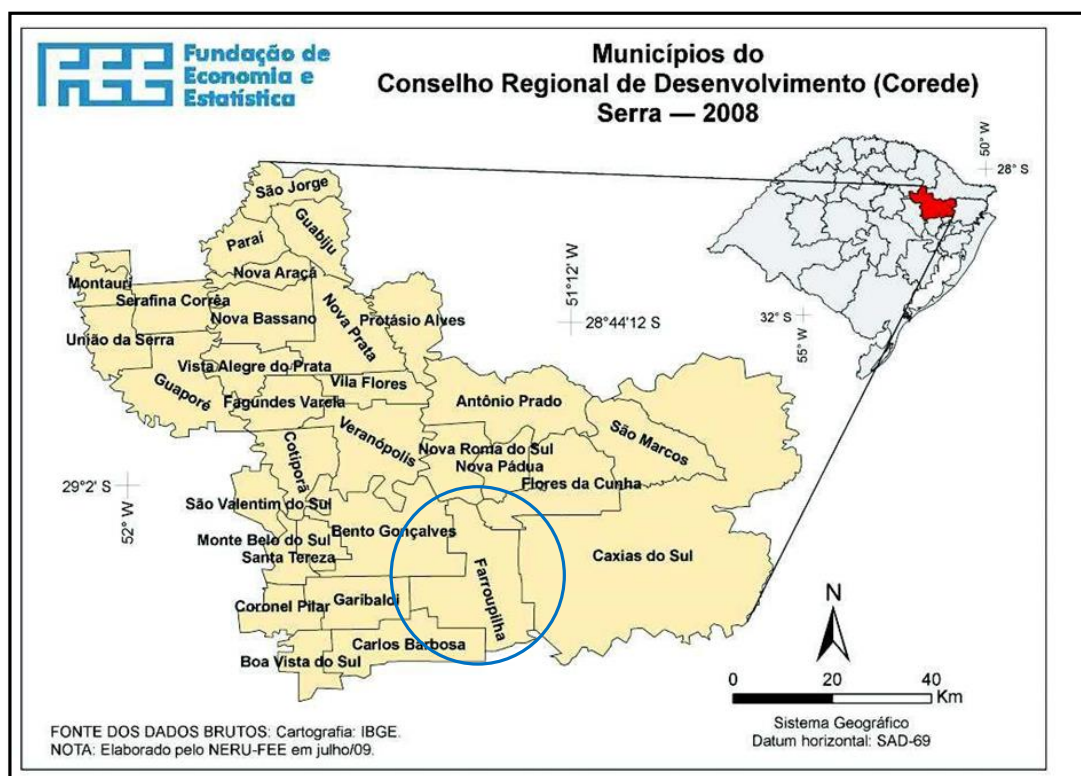 FEE
Fundação de
Economia e
Estatística
Municípios do
Conselho Regional de Desenvolvimento (Corede)
Serra — 2008
50° W
28° S
São Jorge
Guabiju
Paraí
Nova Araçá
Montauri
Serafina Corrêa
Nova Bassano
Nova Prata
Protásio Alves
51°12' W
28°44'12 S
32° S
55° W
União da Serra
Vista Alegre do Prata
Guaporé
Fagundes Varela
Vila Flores
Antônio Prado
São Marcos
Veranópolis
Cotiporã
Nova Roma do Sul
Nova Pádua
Flores da Cunha
29°2' S
52° W
São Valentim do Sul
Bento Gonçalves
Monte Belo do Sul
Santa Tereza
Farroupilha
Caxias do Sul
Coronel Pilar
Garibaldi
Carlos Barbosa
Boa Vista do Sul
N
0 20 40
Km
Sistema Geográfico
Datum horizontal: SAD-69
FONTE DOS DADOS BRUTOS: Cartografia: IBGE.
NOTA: Elaborado pelo NERU-FEE em julho/09.